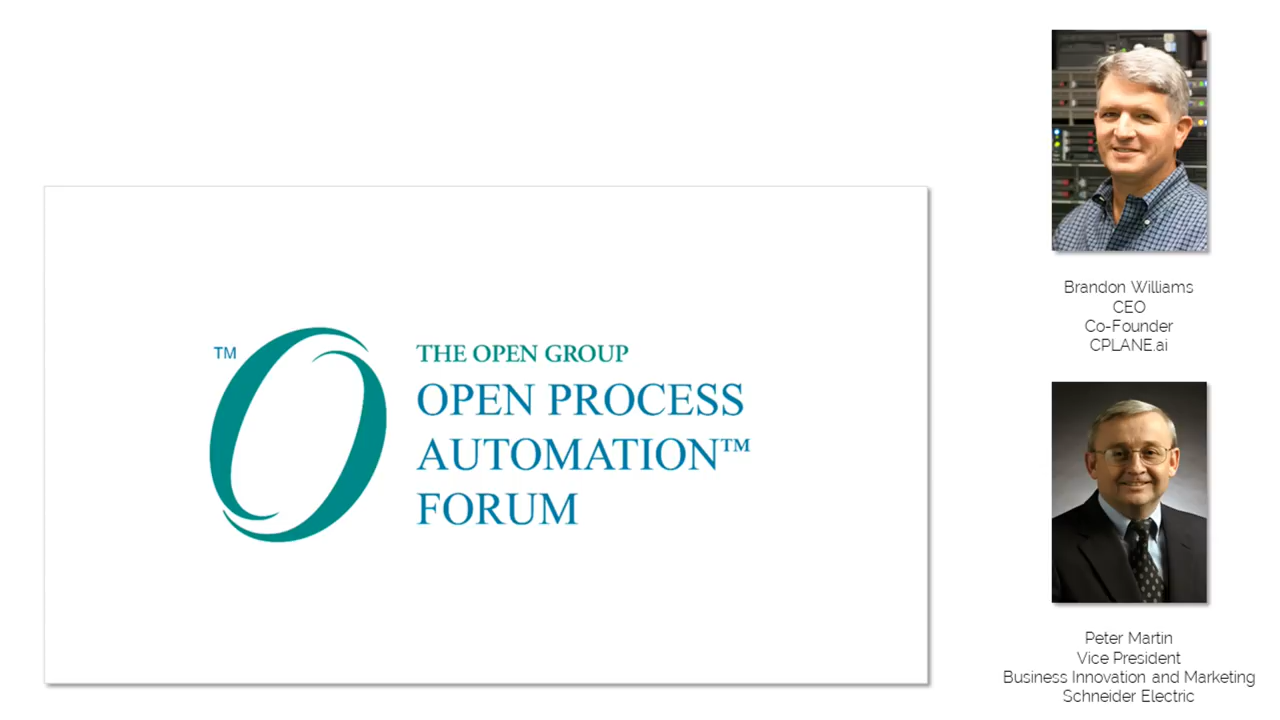 TM
THE OPEN GROUP
OPEN PROCESS
AUTOMATION™
FORUM
Brandon Williams
CEO
Co-Founder
CPLANE.ai
Peter Martin
Vice President
Business Innovation and Marketing
Schneider Electric